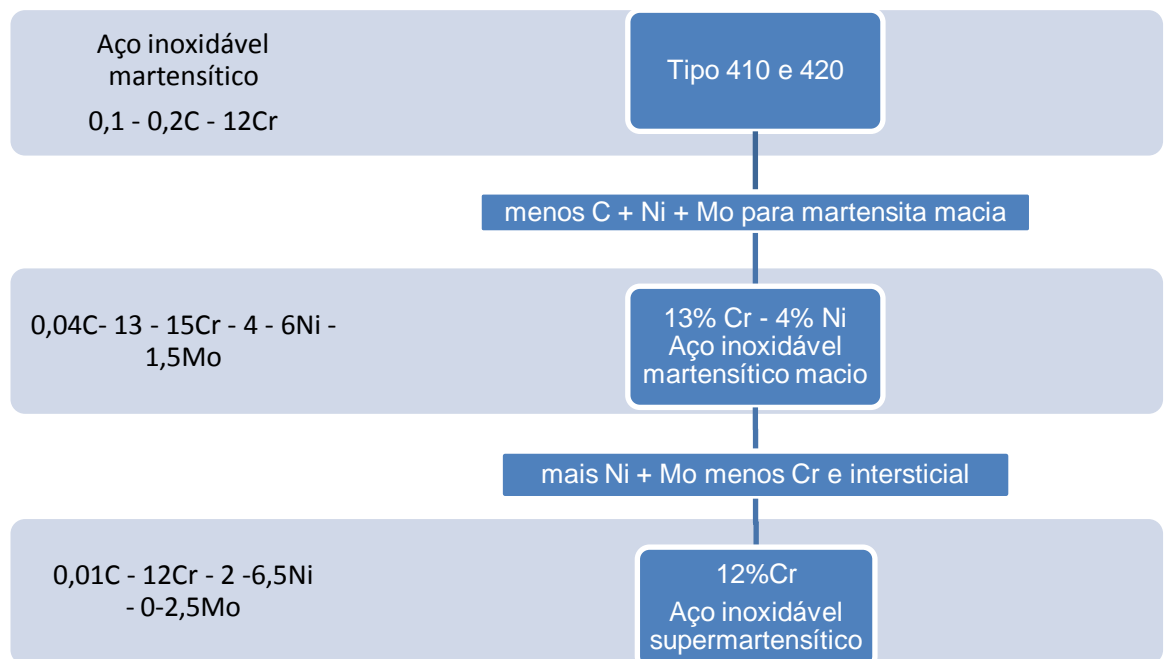 Aço inoxidável
martensítico
0,1 - 0,2C - 12Cr
Tipo 410 e 420
menos C + Ni + Mo para martensita macia
0,04C- 13 - 15Cr - 4 - 6Ni -
1,5Mo
13% Cr - 4% Ni
Aço inoxidável
martensítico macio
mais Ni + Mo menos Cr e intersticial
0,01C - 12Cr - 2 -6,5Ni
- 0-2,5Mo
12%Cr
Aço inoxidável
supermartensítico